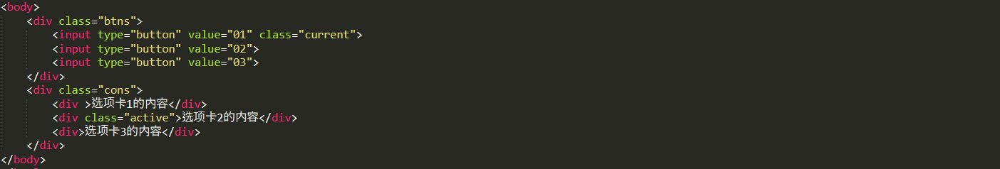 <body>
    <div class="btns">
        <input type="button" value="01" class="current">
        <input type="button" value="02">
        <input type="button" value="03">
    </div>
    <div class="cons">
        <div >选项卡1的内容</div>
        <div class="active">选项卡2的内容</div>
        <div>选项卡3的内容</div>
    </div>
</body>